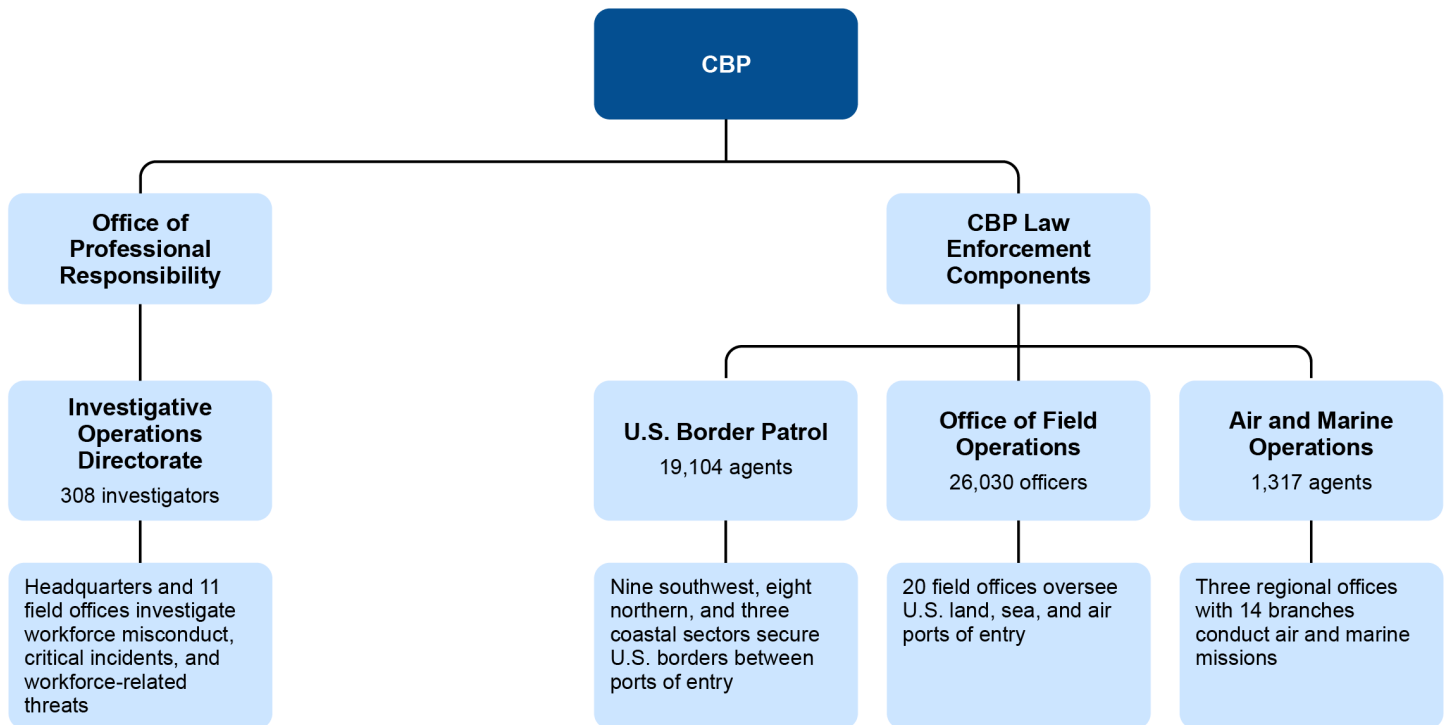 CBP
Office of
Professional
Responsibility
CBP Law
Enforcement
Components
Investigative
Operations
Directorate
308 investigators
U.S. Border Patrol
19,104 agents
Office of Field
Operations
26,030 officers
Air and Marine
Operations
1,317 agents
Headquarters and 11
field offices investigate
workforce misconduct,
critical incidents, and
workforce-related
threats
Nine southwest, eight
northern, and three
coastal sectors secure
U.S. borders between
ports of entry
20 field offices oversee
U.S. land, sea, and air
ports of entry
Three regional offices
with 14 branches
conduct air and marine
missions